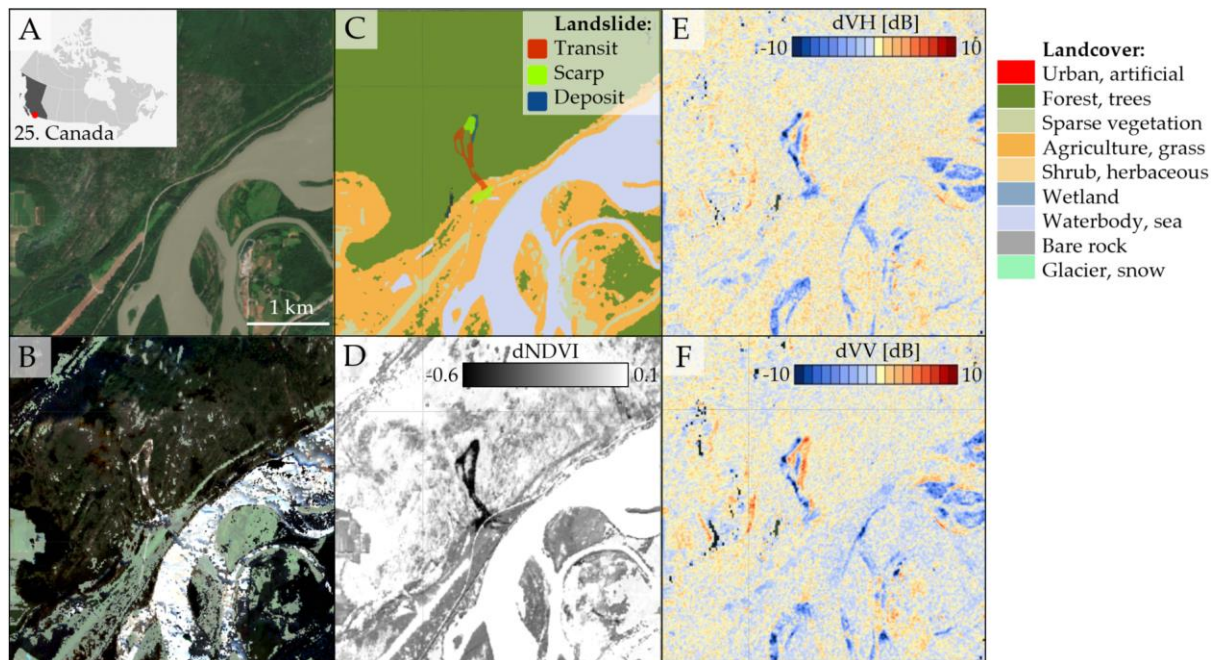 A
25. Canada
1 km
C
Landslide:
Transit
Scarp
Deposit
E
dVH [dB]
-10
10
Landcover:
Urban, artificial
Forest, trees
Sparse vegetation
Agriculture, grass
Shrub, herbaceous
Wetland
Waterbody, sea
Bare rock
Glacier, snow
B
D
dNDVI
-0.6
0.1
F
dVV [dB]
-10
10